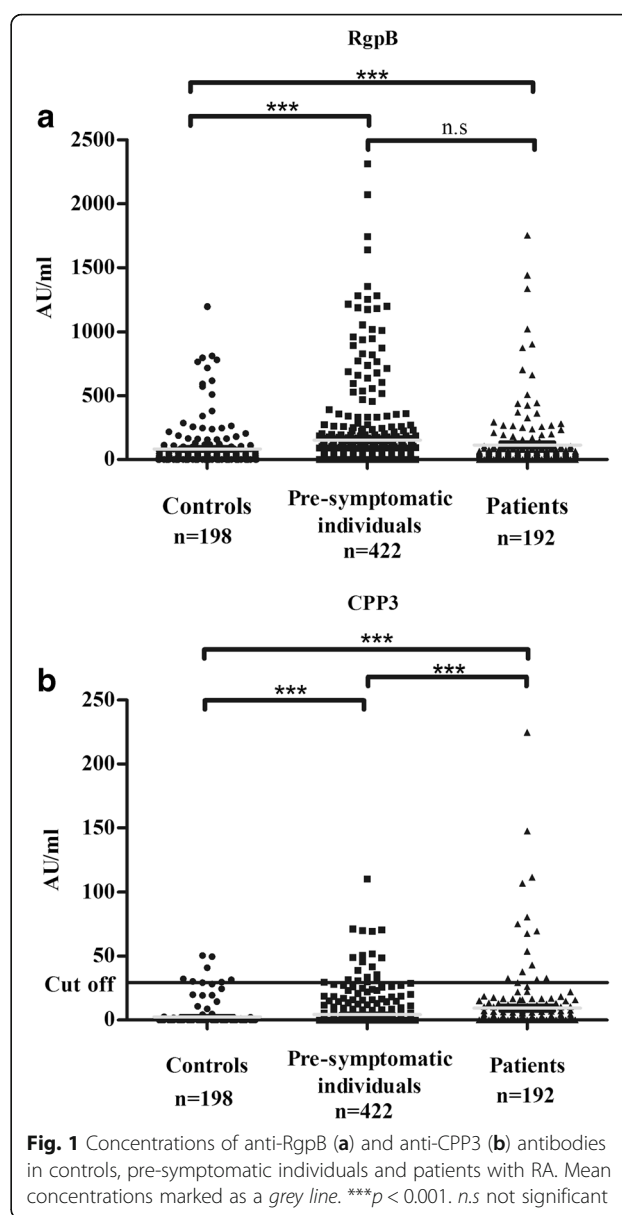 RgpB
***
***
n.s
a
2500
2000
1500
1000
500
0
AU/ml
Controls
n=198
Pre-symptomatic
individuals
n=422
Patients
n=192
CPP3
***
***
***
b
250
200
150
100
50
Cut off
0
AU/ml
Controls
n=198
Pre-symptomatic
individuals
n=422
Patients
n=192
Fig. 1 Concentrations of anti-RgpB (a) and anti-CPP3 (b) antibodies
in controls, pre-symptomatic individuals and patients with RA. Mean
concentrations marked as a grey line. ***p < 0.001. n.s not significant